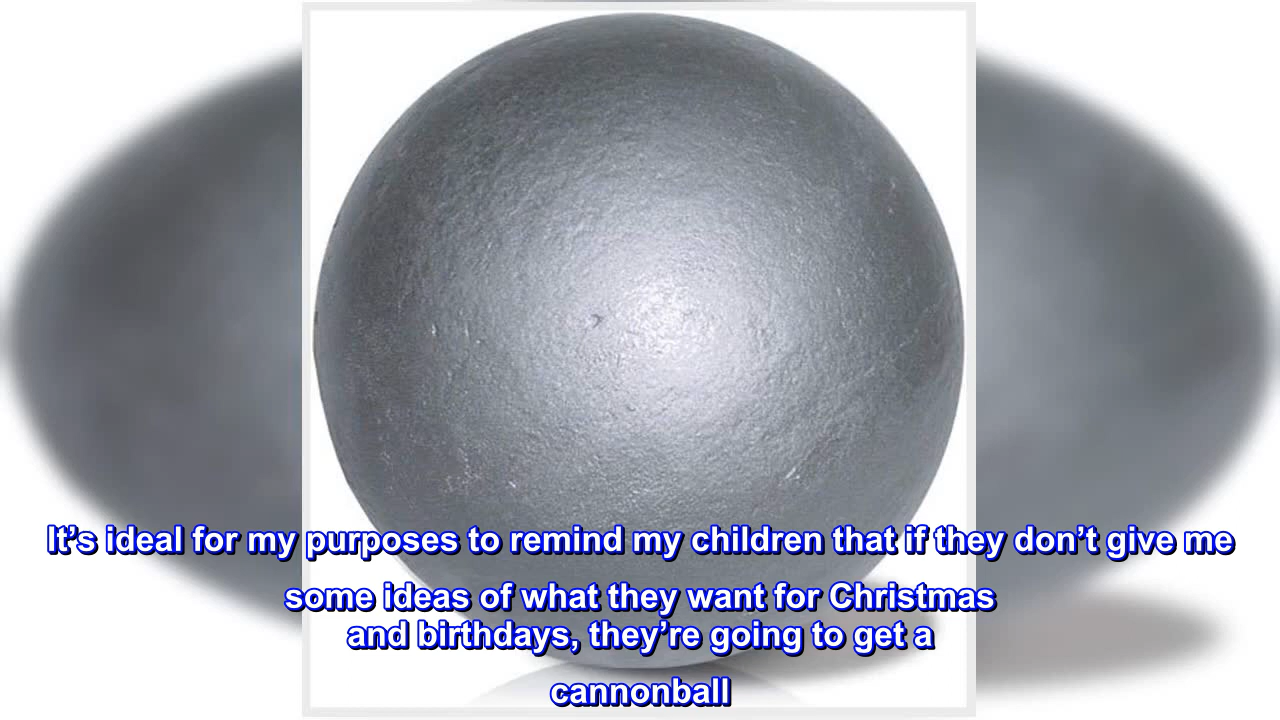 It’s ideal for my purposes to remind my children that if they don’t give me
some ideas of what they want for Christmas
and birthdays, they’re going to get a
cannonball